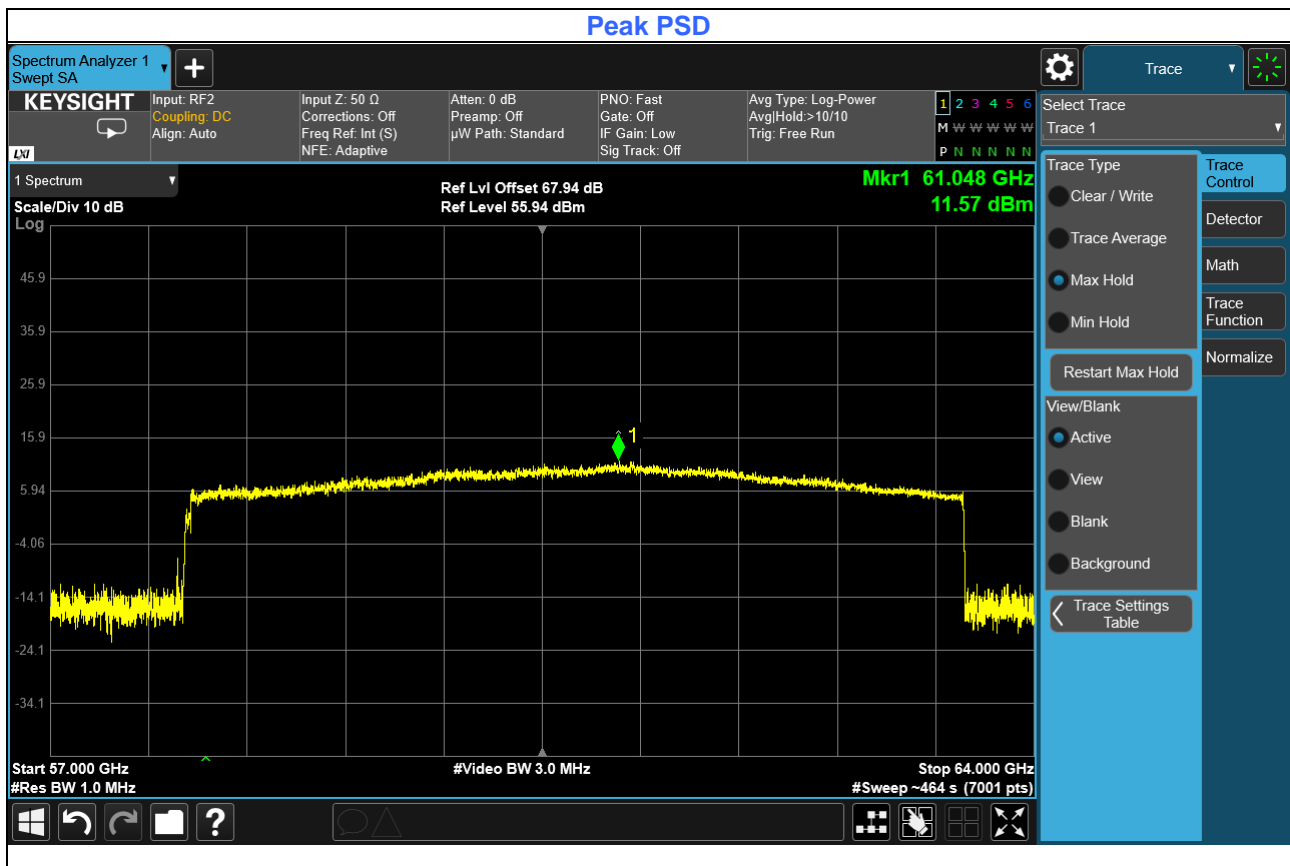 Peak PSD
Spectrum Analyzer 1
Swept SA
+
Trace
KEYSIGHT
LXI
Input: RF2
Coupling: DC
Align: Auto
Input Z: 50 Ω
Corrections: Off
Freq Ref: Int (S)
NFE: Adaptive
Atten: 0 dB
Preamp: Off
µW Path: Standard
PNO: Fast
Gate: Off
IF Gain: Low
Sig Track: Off
Avg Type: Log-Power
Avg|Hold:>10/10
Trig: Free Run
1 2 3 4 5 6
M W W W W W
P N N N N N
Select Trace
Trace 1
1 Spectrum
Scale/Div 10 dB
Log
Ref Lvl Offset 67.94 dB
Ref Level 55.94 dBm
Mkr1 61.048 GHz
11.57 dBm
45.9
35.9
25.9
15.9
5.94
-4.06
-14.1
-24.1
-34.1
1
Start 57.000 GHz
#Res BW 1.0 MHz
#Video BW 3.0 MHz
Stop 64.000 GHz
#Sweep ~464 s (7001 pts)
Trace Type
Clear / Write
Trace Average
Max Hold
Min Hold
Restart Max Hold
View/Blank
Active
View
Blank
Background
Trace Settings
Table
Trace
Control
Detector
Math
Trace
Function
Normalize
?